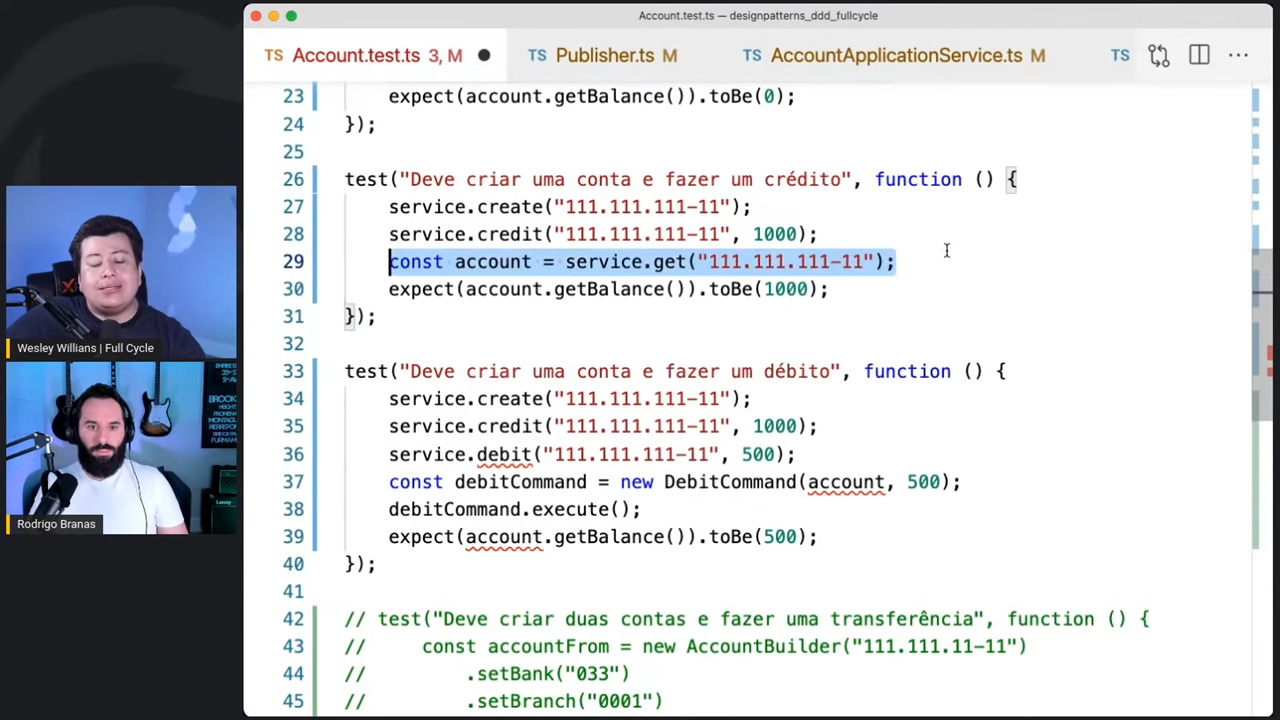 Account.test.ts — designpatterns_ddd_fullcycle
TS Account.test.ts 3, M ● TS Publisher.ts M TS AccountApplicationService.ts M TS
23 expect(account.getBalance()).toBe(0);
24 });
25
26 test("Deve criar uma conta e fazer um crédito", function () {
27 service.create("111.111.111-11");
28 service.credit("111.111.111-11", 1000);
29 const account = service.get("111.111.111-11");
30 expect(account.getBalance()).toBe(1000);
31 });
32
33 test("Deve criar uma conta e fazer um débito", function () {
34 service.create("111.111.111-11");
35 service.credit("111.111.111-11", 1000);
36 service.debit("111.111.111-11", 500);
37 const debitCommand = new DebitCommand(account, 500);
38 debitCommand.execute();
39 expect(account.getBalance()).toBe(500);
40 });
41
42 // test("Deve criar duas contas e fazer uma transferência", function () {
43 // const accountFrom = new AccountBuilder("111.111.11-11")
44 // .setBank("033")
45 // .setBranch("0001")
Wesley Willians | Full Cycle
BROOK
HEIGHTS
Rodrigo Branas